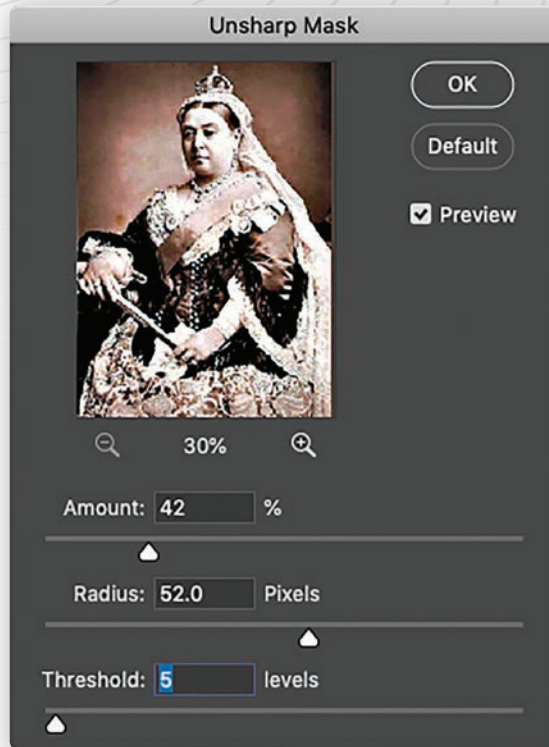 Unsharp Mask
OK
Default
Preview
30%
Amount: 42 %
Radius: 52.0 Pixels
Threshold: 5 levels